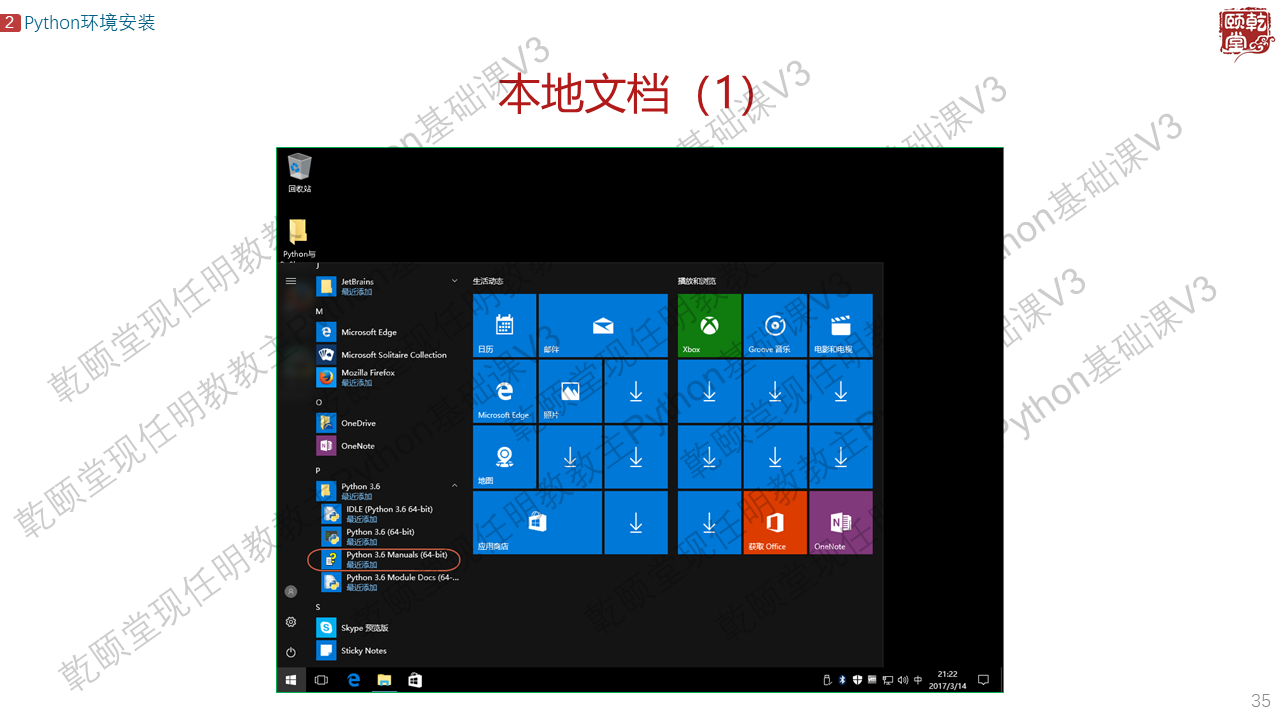 2 Python环境安装
颐乾堂
本地文档（1）
回收站
Python与
J
JetBrains
最近添加
M
Microsoft Edge
Microsoft Solitaire Collection
Mozilla Firefox
最近添加
O
OneDrive
OneNote
P
Python 3.6
最近添加
IDLE (Python 3.6 64-bit)
最近添加
Python 3.6 (64-bit)
最近添加
Python 3.6 Manuals (64-bit)
最近添加
Python 3.6 Module Docs (64-...
最近添加
S
Skype 预览版
Sticky Notes
生活动态
日历
邮件
Microsoft Edge
照片
地图
应用商店
播放和浏览
Xbox
Groove 音乐
电影和电视
获取 Office
OneNote
中
21:22
2017/3/14
乾颐堂现任明教教主Python基础课V3
35